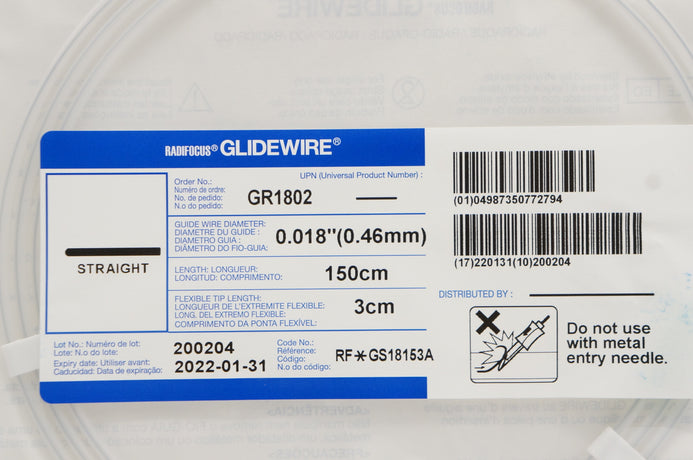 RADIFOCUS® GLIDEWIRE®
Order No.:
Numéro de ordre:
No. de pedido:
N.o do pedido:
GR1802
UPN (Universal Product Number) :
STRAIGHT
GUIDE WIRE DIAMETER:
DIAMETRE DU GUIDE :
DIAMETRO GUIA :
DIÂMETRO DO FIO-GUIA:
0.018"(0.46mm)
LENGTH: LONGUEUR:
LONGITUD: COMPRIMENTO:
150cm
FLEXIBLE TIP LENGTH:
LONGUEUR DE L'EXTREMITE FLEXIBLE:
LONG. DEL EXTREMO FLEXIBLE:
COMPRIMENTO DA PONTA FLEXÍVEL:
3cm
Lot No.: Numéro de lot:
Lote: N.o do lote:
200204
Expiry date: Utiliser avant:
Caducidad: Data de expiração:
2022-01-31
Code No.:
Référence:
Código:
N.o do código:
RF*GS18153A
(01)04987350772794
(17)220131(10)200204
DISTRIBUTED BY :
Do not use
with metal
entry needle.